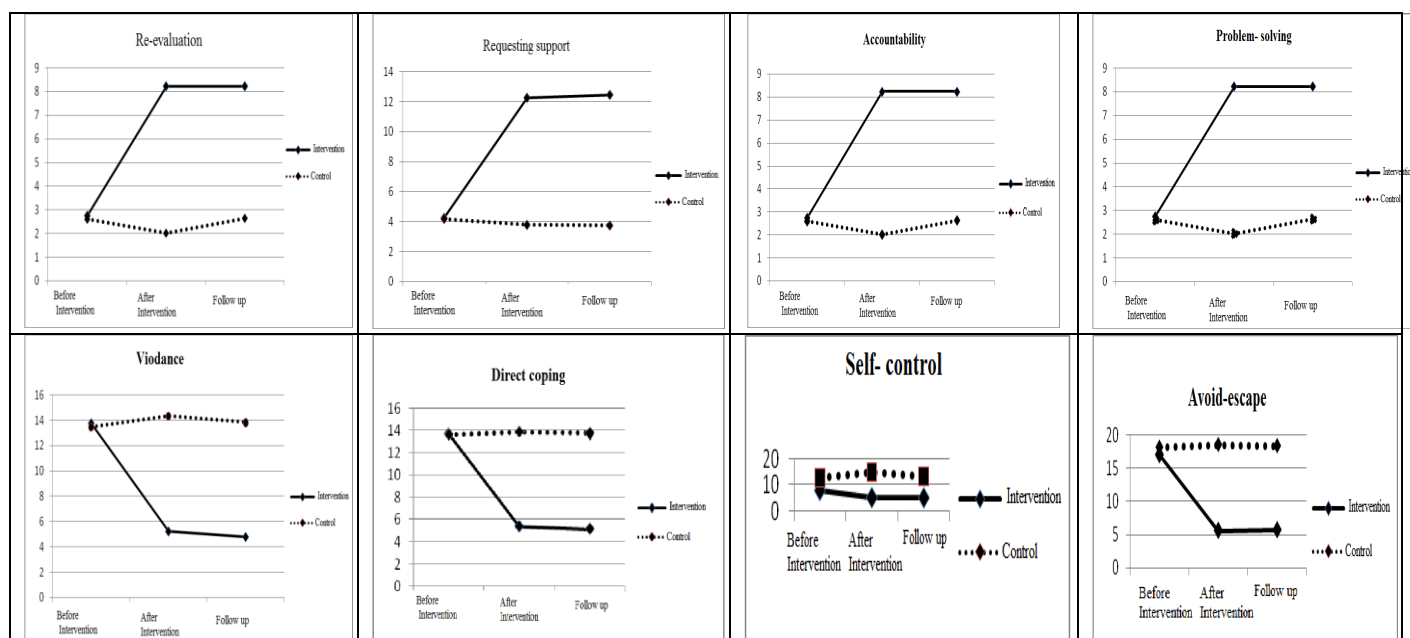 Re-evaluation
9
8
7
6
5
4
3
2
1
0
Before
Intervention
After
Intervention
Follow up
Intervention
Control
Requesting support
14
12
10
8
6
4
2
0
Before
Intervention
After
Intervention
Follow up
Intervention
Control
Accountability
9
8
7
6
5
4
3
2
1
0
Before
Intervention
After
Intervention
Follow up
Intervention
Control
Problem- solving
9
8
7
6
5
4
3
2
1
0
Before
Intervention
After
Intervention
Follow up
Interventio
Control
Viodance
16
14
12
10
8
6
4
2
0
Before
Intervention
After
Intervention
Follow up
Intervention
Control
Direct coping
16
14
12
10
8
6
4
2
0
Before
Intervention
After
Intervention
Follow up
Intervention
Control
Self- control
20
10
0
Before
Intervention
After
Intervention
Follow up
Intervention
Control
Avoid-escape
20
15
10
5
0
Before
Intervention
After
Intervention
Follow up
Intervention
Control